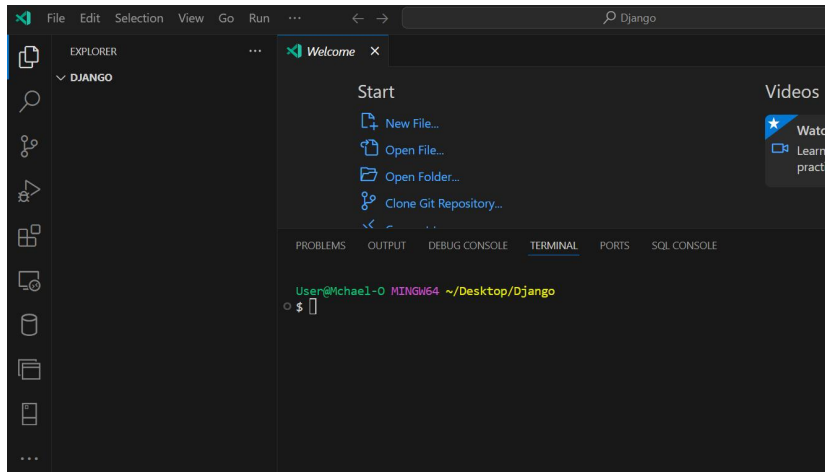 File Edit Selection View Go Run ... Django
EXPLORER ...
DJANGO
Welcome
Start
New File...
Open File...
Open Folder...
Clone Git Repository...
Videos
Learn
PROBLEMS OUTPUT DEBUG CONSOLE TERMINAL PORTS SQL CONSOLE
User@Mchael-O MINGW64 ~/Desktop/Django
$